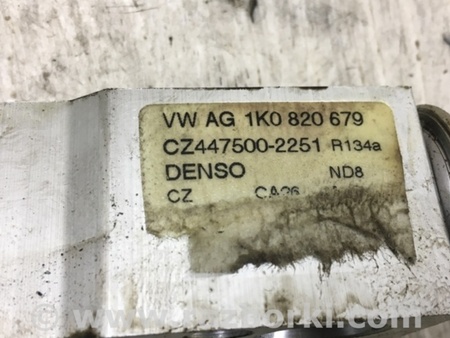 VW AG 1K0 820 679
CZ447500-2251 R134a
DENSO ND8
CZ